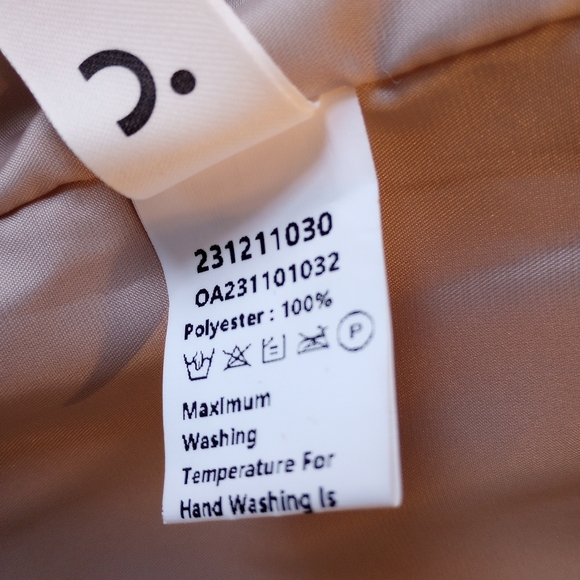 231211030
OA231101032
Polyester : 100%
P
Maximum
Washing
Temperature For
Hand Washing Is